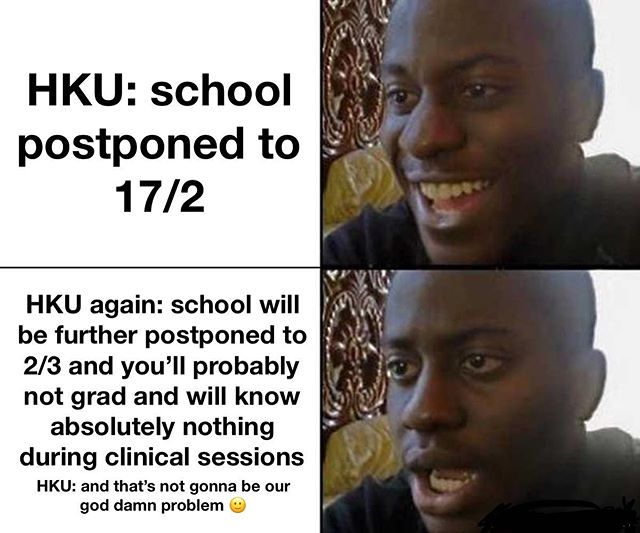 HKU: school
postponed to
17/2
HKU again: school will
be further postponed to
2/3 and you’ll probably
not grad and will know
absolutely nothing
during clinical sessions
HKU: and that’s not gonna be our
god damn problem 🙂